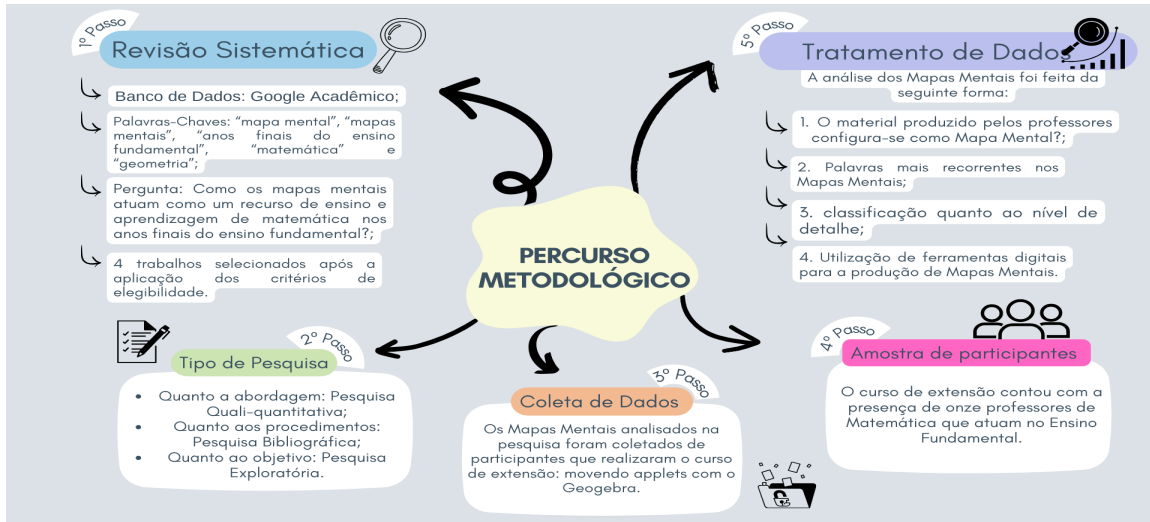 1º Passo
Revisão Sistemática
Banco de Dados: Google Acadêmico;
Palavras-Chaves: “mapa mental”, “mapas
mentais”, “anos finais do ensino
fundamental”, “matemática” e
“geometria”;
Pergunta: Como os mapas mentais
atuam como um recurso de ensino e
aprendizagem de matemática nos
anos finais do ensino fundamental?;
4 trabalhos selecionados após a
aplicação dos critérios de
elegibilidade.
PERCURSO
METODOLÓGICO
2º Passo
Tipo de Pesquisa
• Quanto a abordagem: Pesquisa
Quali-quantitativa;
• Quanto aos procedimentos:
Pesquisa Bibliográfica;
• Quanto ao objetivo: Pesquisa
Exploratória.
3º Passo
Coleta de Dados
Os Mapas Mentais analisados na
pesquisa foram coletados de
participantes que realizaram o curso
de extensão: movendo applets com o
Geogebra.
4º Passo
Amostra de participantes
O curso de extensão contou com a
presença de onze professores de
Matemática que atuam no Ensino
Fundamental.
5º Passo
Tratamento de Dados
A análise dos Mapas Mentais foi feita da
seguinte forma:
1. O material produzido pelos professores
configura-se como Mapa Mental?;
2. Palavras mais recorrentes nos
Mapas Mentais;
3. classificação quanto ao nível de
detalhe;
4. Utilização de ferramentas digitais
para a produção de Mapas Mentais.